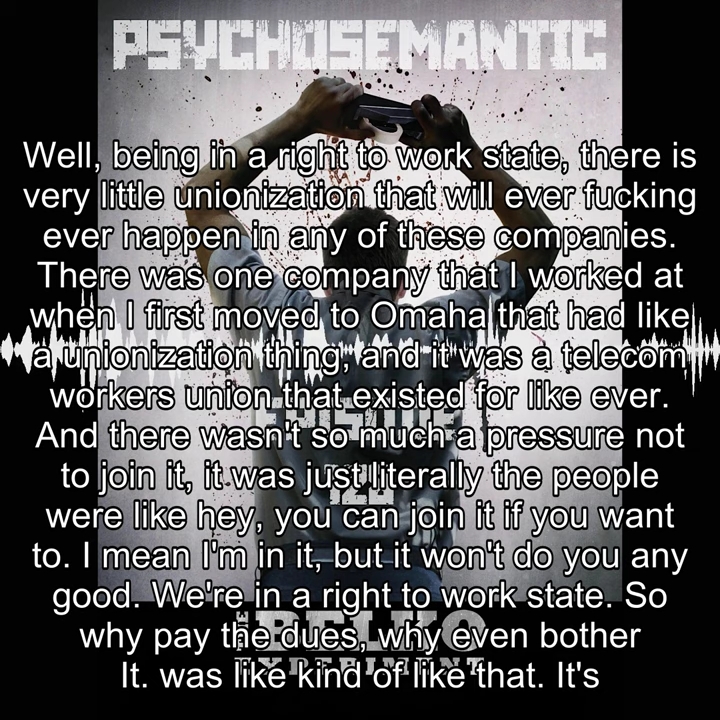 PSYCHOSEMANTIC
Well, being in a right to work state, there is
very little unionization that will ever fucking
ever happen in any of these companies.
There was one company that I worked at
when I first moved to Omaha that had like
a unionization thing, and it was a telecom
workers union that existed for like ever.
EPISODE
And there wasn't so much a pressure not
to join it, it was just literally the people
were like hey, you can join it if you want
to. I mean I'm in it, but it won't do you any
good. We're in a right to work state. So
THE
BELKO
why pay the dues, why even bother
EXPERIMENT
It. was like kind of like that. It's